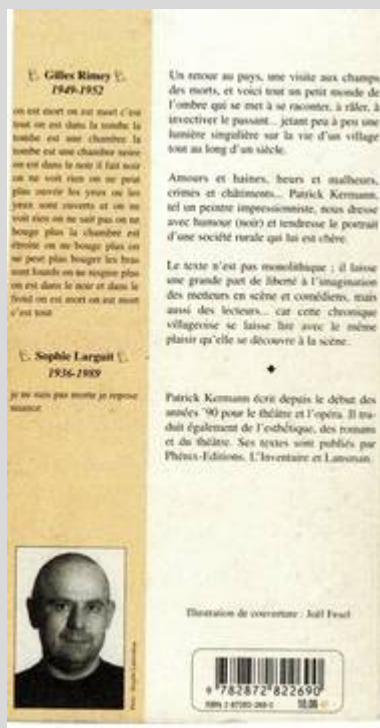 Gilles Rimey
1949-1952
on est mort on est mort c'est
tout on est dans la tombe la
tombe est une chambre la
tombe est une chambre noire
on est dans le noir il fait noir
on ne voit rien on ne peut
plus ouvrir les yeux ou les
yeux sont ouverts et on ne
voit rien on ne sait pas on ne
bouge plus la chambre est
étroite on ne bouge plus on
ne peut plus bouger les bras
sont lourds on ne respire plus
on est dans le noir et dans le
froid on est mort on est mort
c'est tout
Sophie Larguit
1936-1989
je ne suis pas morte je repose
nuance
Un retour au pays, une visite aux champs
des morts, et voici tout un petit monde de
l'ombre qui se met à se raconter, à râler, à
invectiver le passant... jetant peu à peu une
lumière singulière sur la vie d'un village
tout au long d'un siècle.
Amours et haines, heurs et malheurs,
crimes et châtiments... Patrick Kermann,
tel un peintre impressionniste, nous dresse
avec humour (noir) et tendresse le portrait
d'une société rurale qui lui est chère.
Le texte n'est pas monolithique ; il laisse
une grande part de liberté à l'imagination
des metteurs en scène et comédiens, mais
aussi des lecteurs... car cette chronique
villageoise se laisse lire avec le même
plaisir qu'elle se découvre à la scène.
Patrick Kermann écrit depuis le début des
années '90 pour le théâtre et l'opéra. Il tra-
duit également de l'esthétique, des romans
et du théâtre. Ses textes sont publiés par
Phénix-Editions, L'Inventaire et Lansman.
Illustration de couverture : Joël Fesel
9 782872 822690
ISBN 2-87282-269-0
10,06